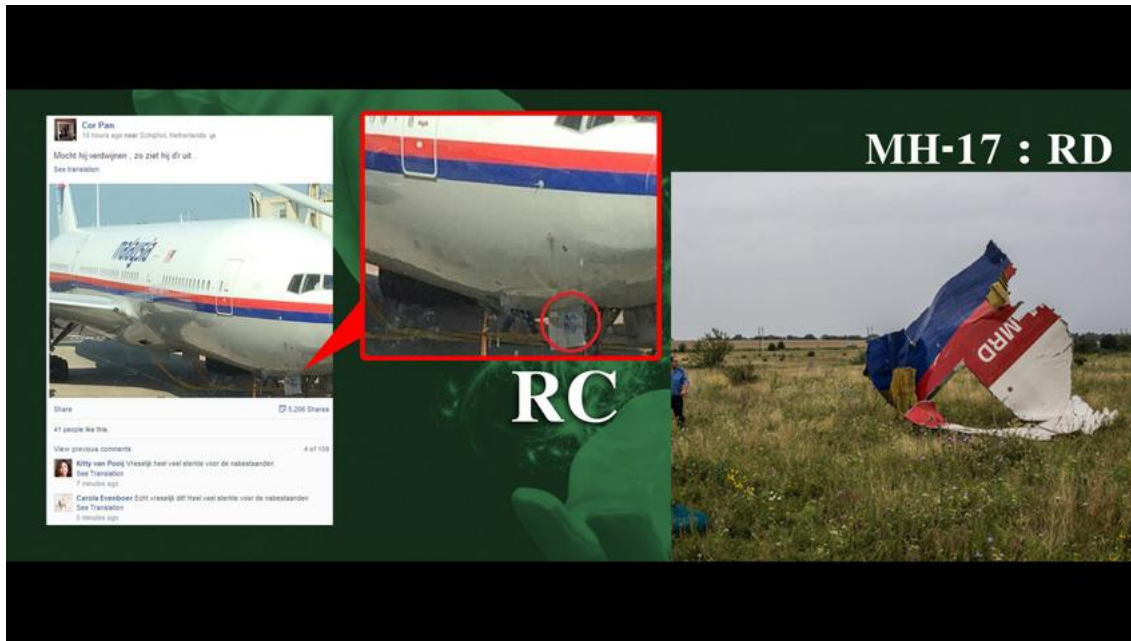 Cor Pan
10 hours ago near Schiphol, Netherlands
Mocht hij verdwijnen , zo ziet hij d'r uit .
See translation
malaysia
Share
5,206 Shares
41 people like this.
View previous comments
4 of 139
Kitty van Pooij Vreselijk heel veel sterkte voor de nabestaanden
See Translation
7 minutes ago
Carola Evenboer Echt vreselijk dit! Heel veel sterkte voor de nabestaanden
See Translation
5 minutes ago
RC
MH-17 : RD
MRD